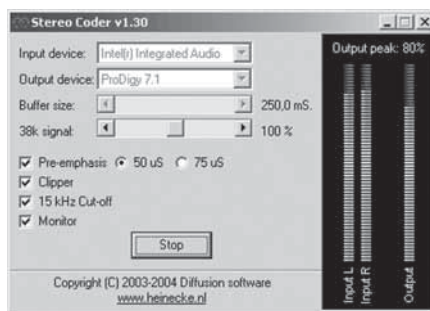 Stereo Coder v1.30
Input device: Intel(r) Integrated Audio
Output device: ProDigy 7.1
Buffer size: 250,0 mS.
38k signal: 100 %
Pre-emphasis 50 uS 75 uS
Clipper
15 kHz Cut-off
Monitor
Stop
Copyright (C) 2003-2004 Diffusion software
www.heinecke.nl
Output peak: 80%
Input L
Input R
Output